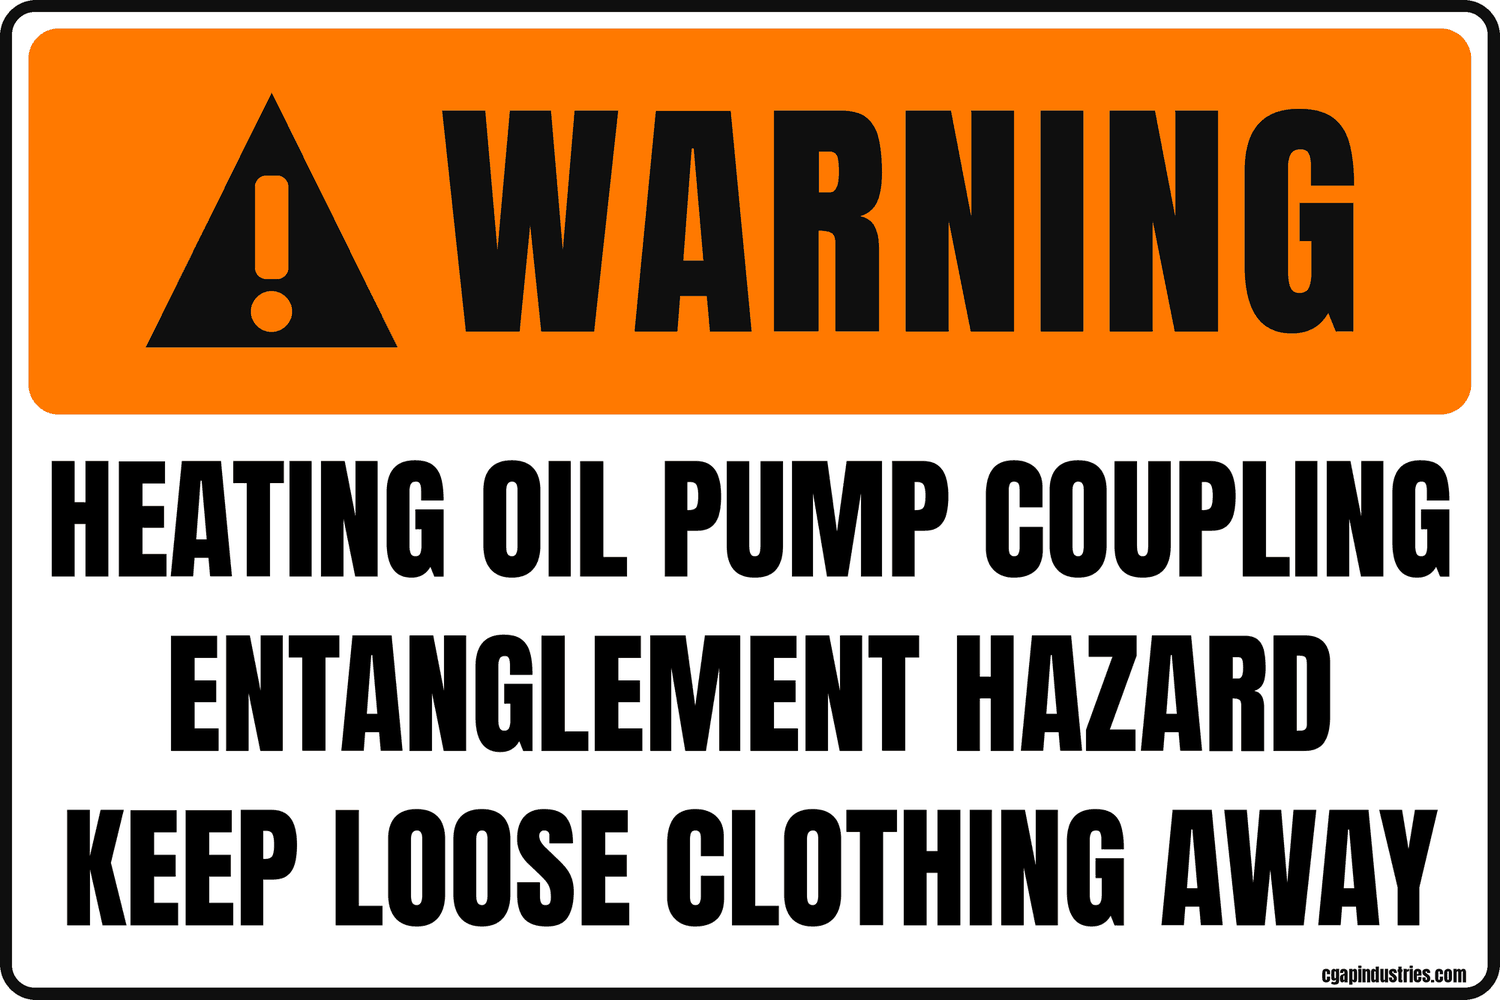 WARNING
HEATING OIL PUMP COUPLING
ENTANGLEMENT HAZARD
KEEP LOOSE CLOTHING AWAY
cgapindustries.com